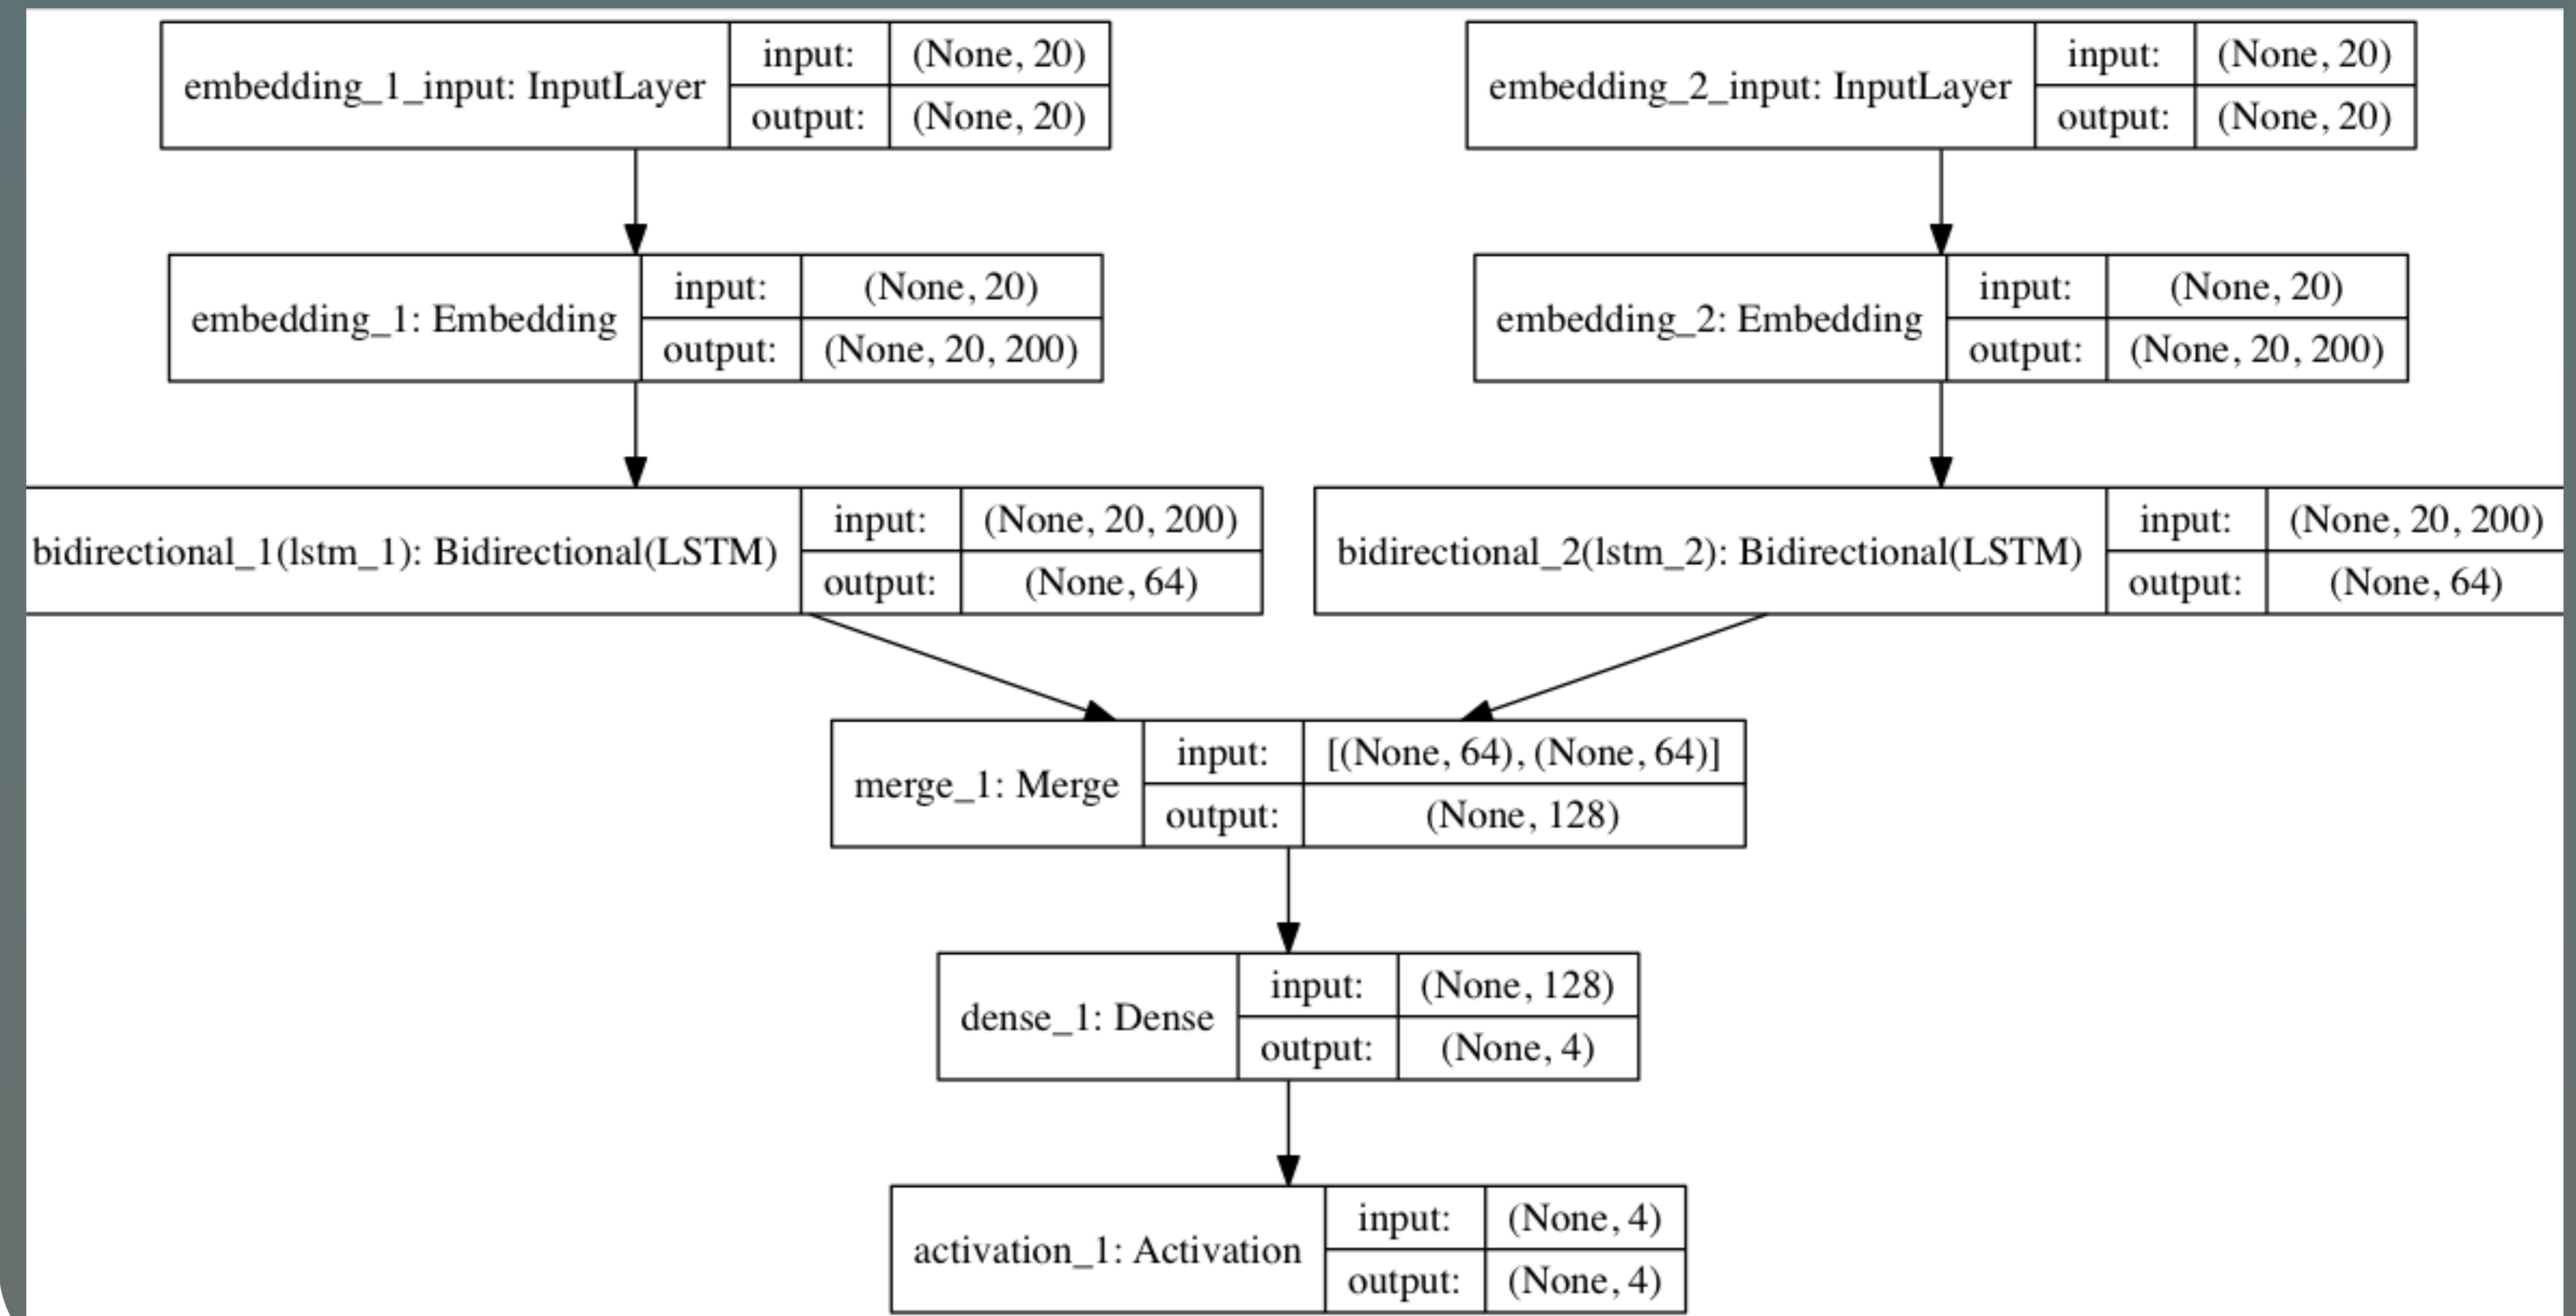 embedding_1_input: InputLayer
input: (None, 20)
output: (None, 20)
embedding_2_input: InputLayer
input: (None, 20)
output: (None, 20)
embedding_1: Embedding
input: (None, 20)
output: (None, 20, 200)
embedding_2: Embedding
input: (None, 20)
output: (None, 20, 200)
bidirectional_1(lstm_1): Bidirectional(LSTM)
input: (None, 20, 200)
output: (None, 64)
bidirectional_2(lstm_2): Bidirectional(LSTM)
input: (None, 20, 200)
output: (None, 64)
merge_1: Merge
input: [(None, 64), (None, 64)]
output: (None, 128)
dense_1: Dense
input: (None, 128)
output: (None, 4)
activation_1: Activation
input: (None, 4)
output: (None, 4)